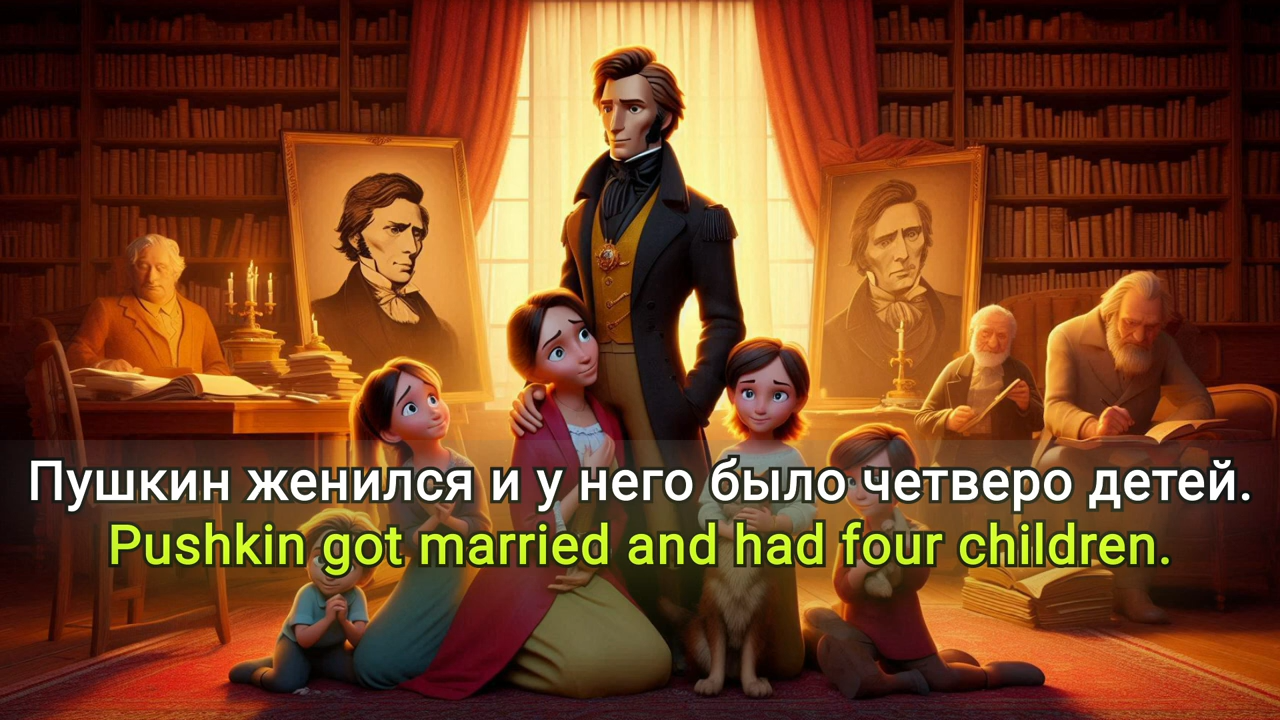 Пушкин женился и у него было четверо детей.
Pushkin got married and had four children.